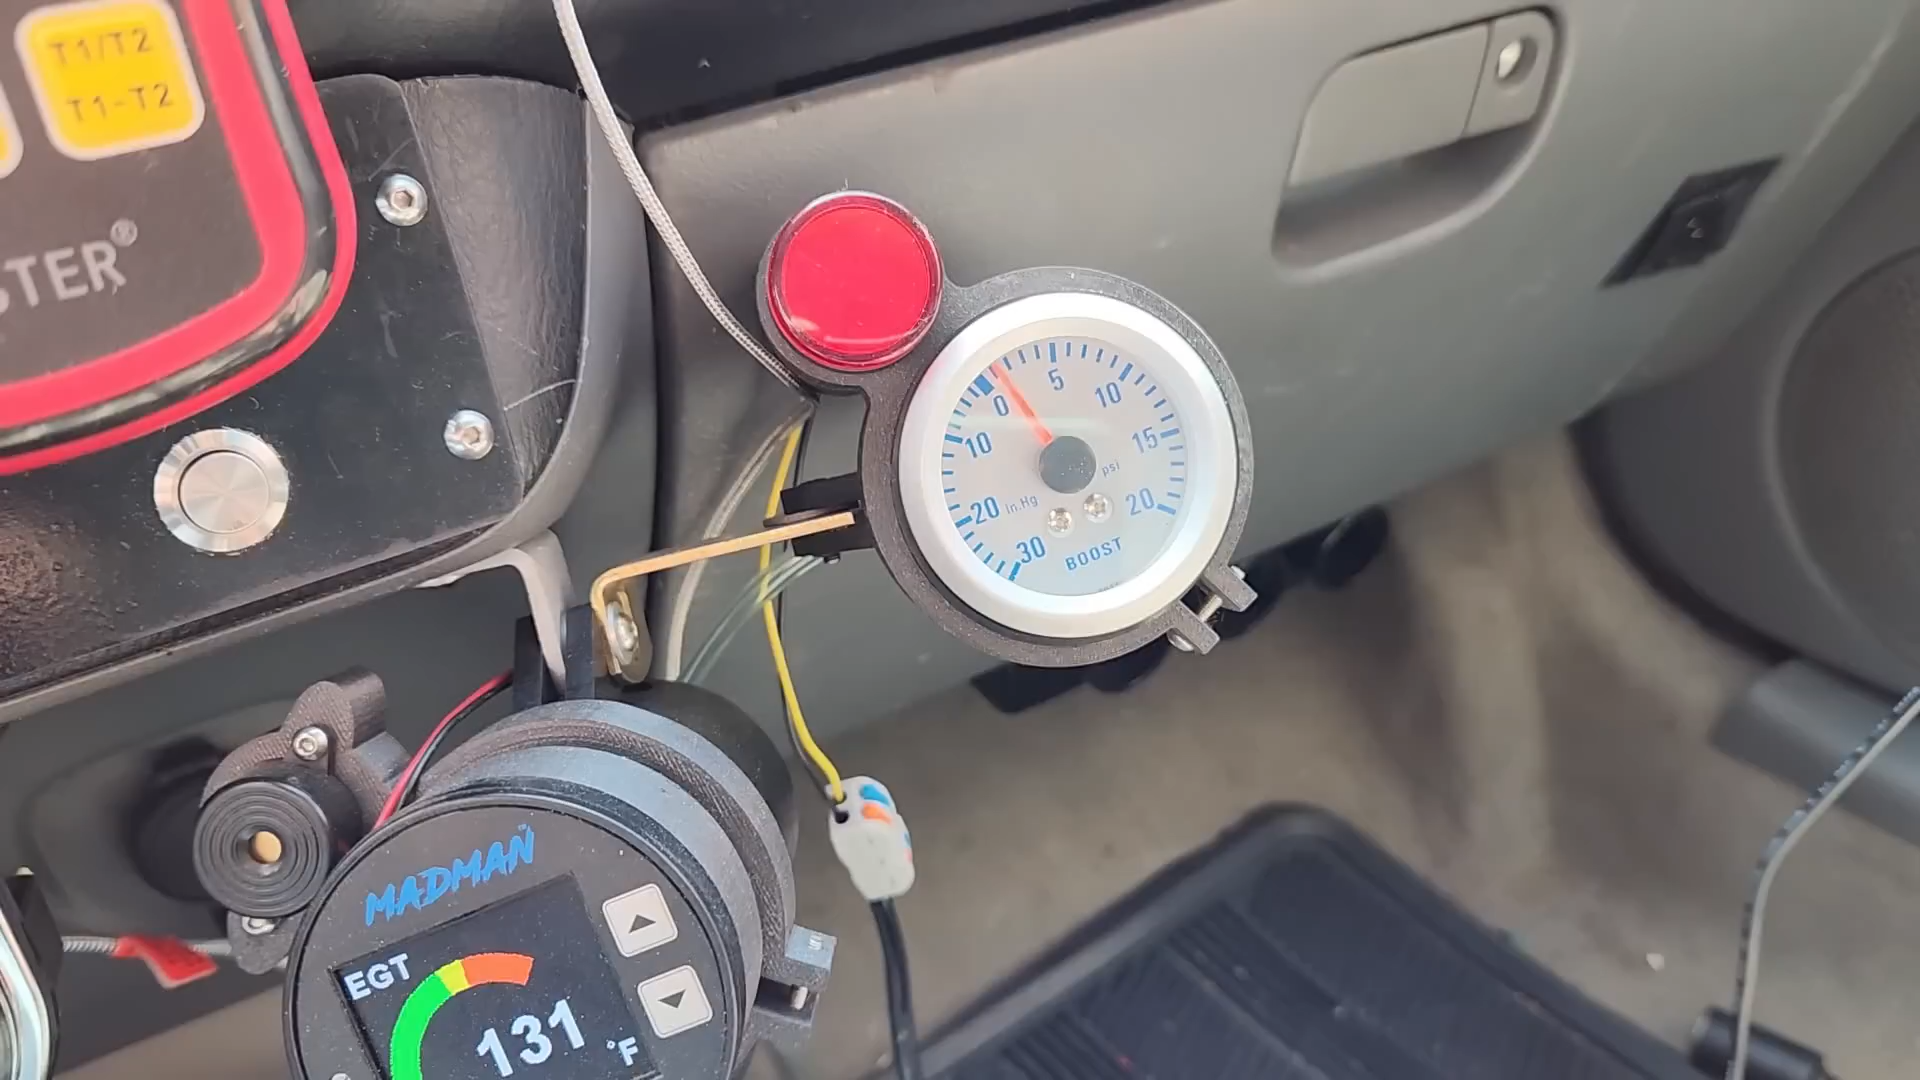 T1/T2
T1-T2
STER®
0
5
10
15
20
10
20
30
in.Hg
psi
BOOST
MADMAN™
EGT
131
°F